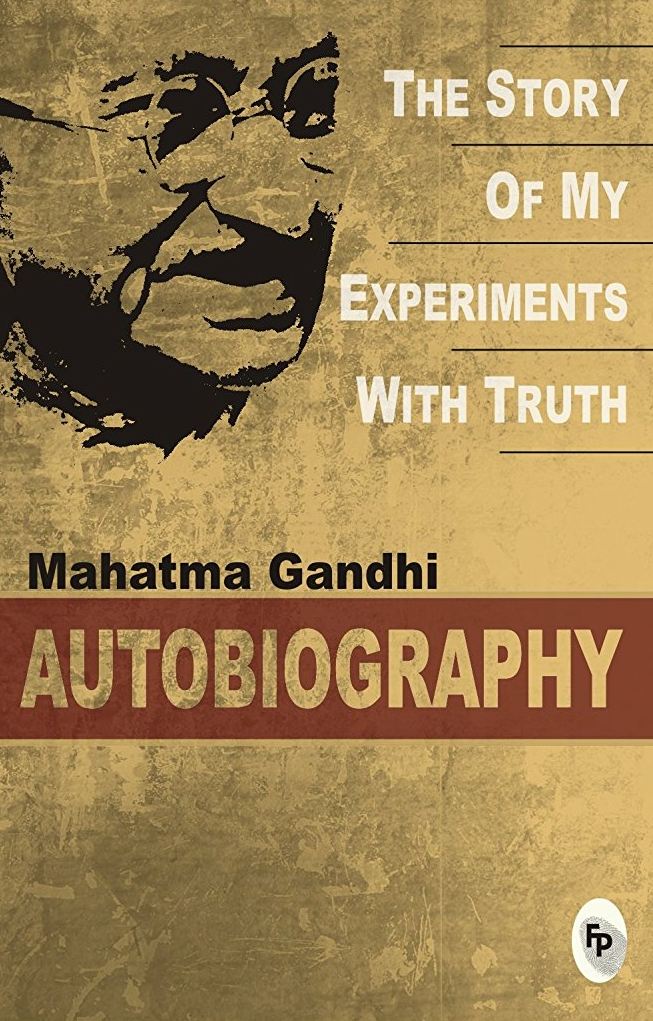 The Story
Of My
Experiments
With Truth
Mahatma Gandhi
AUTOBIOGRAPHY
FP